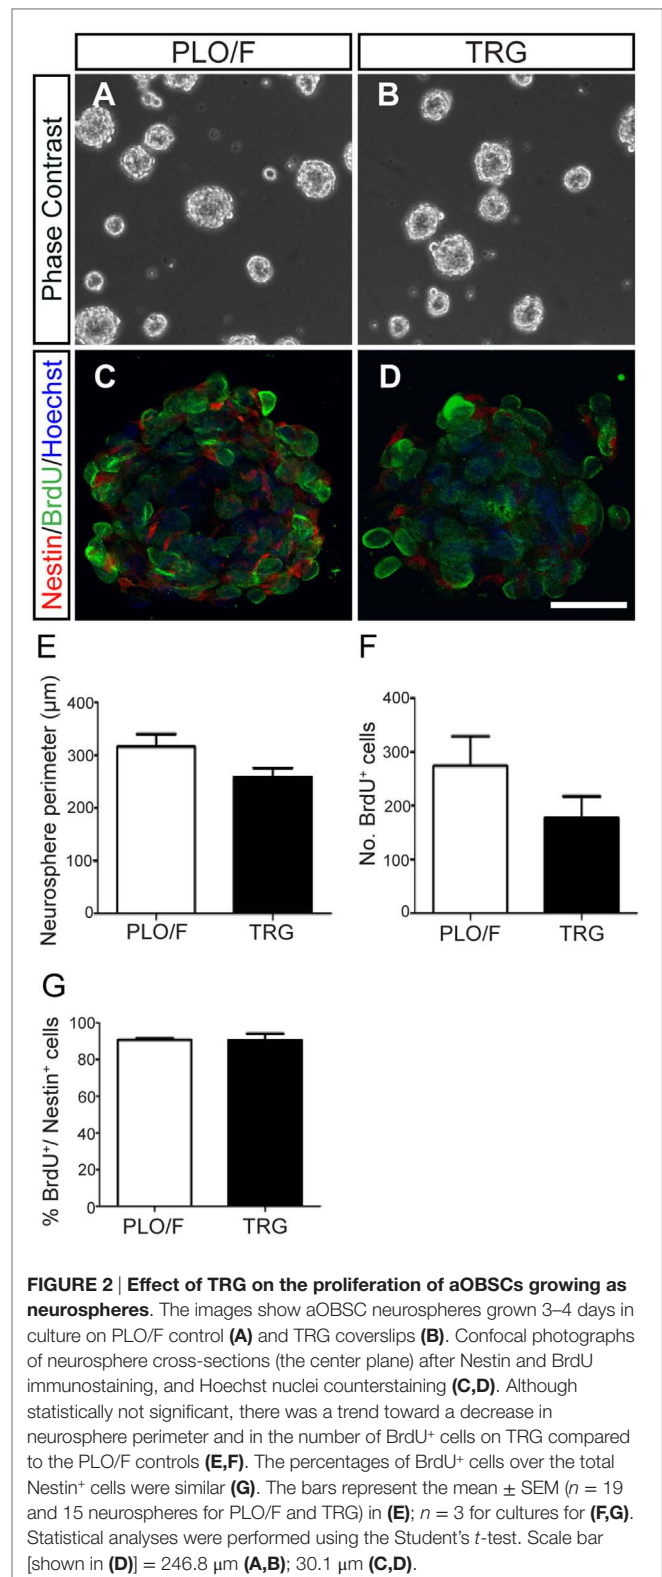 PLO/F
TRG
Phase Contrast
A
B
Nestin/BrdU/Hoechst
C
D
E
Neurosphere perimeter (μm)
400
300
200
100
0
PLO/F
TRG
F
No. BrdU⁺ cells
400
300
200
100
0
PLO/F
TRG
G
% BrdU⁺/ Nestin⁺ cells
100
80
60
40
20
0
PLO/F
TRG
FIGURE 2 | Effect of TRG on the proliferation of aOBSCs growing as
neurospheres. The images show aOBSC neurospheres grown 3–4 days in
culture on PLO/F control (A) and TRG coverslips (B). Confocal photographs
of neurosphere cross-sections (the center plane) after Nestin and BrdU
immunostaining, and Hoechst nuclei counterstaining (C,D). Although
statistically not significant, there was a trend toward a decrease in
neurosphere perimeter and in the number of BrdU⁺ cells on TRG compared
to the PLO/F controls (E,F). The percentages of BrdU⁺ cells over the total
Nestin⁺ cells were similar (G). The bars represent the mean ± SEM (n = 19
and 15 neurospheres for PLO/F and TRG) in (E); n = 3 for cultures for (F,G).
Statistical analyses were performed using the Student's t-test. Scale bar
[shown in (D)] = 246.8 μm (A,B); 30.1 μm (C,D).